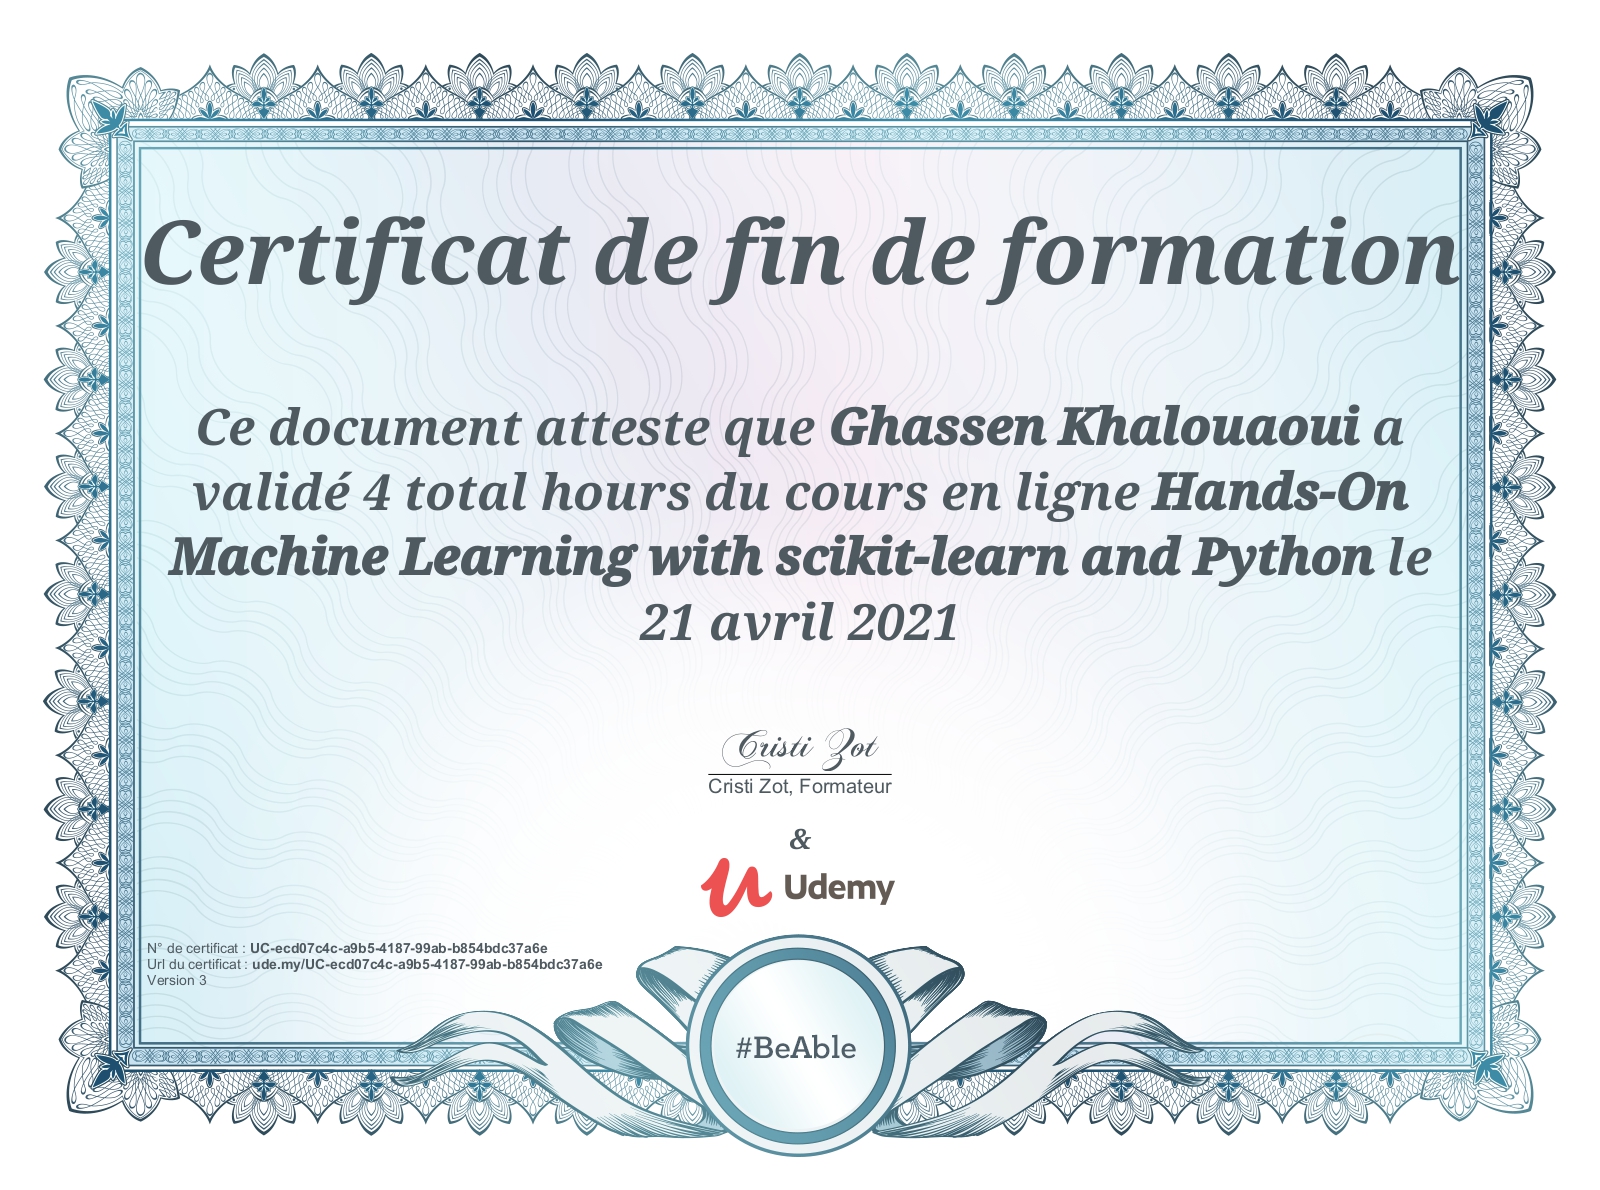 Certificat de fin de formation
Ce document atteste que Ghassen Khalouaoui a
validé 4 total hours du cours en ligne Hands-On
Machine Learning with scikit-learn and Python le
21 avril 2021
Cristi Zot
Cristi Zot, Formateur
&
Udemy
N° de certificat : UC-ecd07c4c-a9b5-4187-99ab-b854bdc37a6e
Url du certificat : ude.my/UC-ecd07c4c-a9b5-4187-99ab-b854bdc37a6e
Version 3
#BeAble